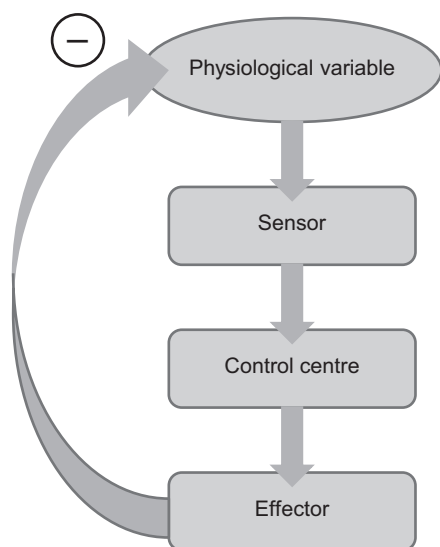 −
Physiological variable
Sensor
Control centre
Effector